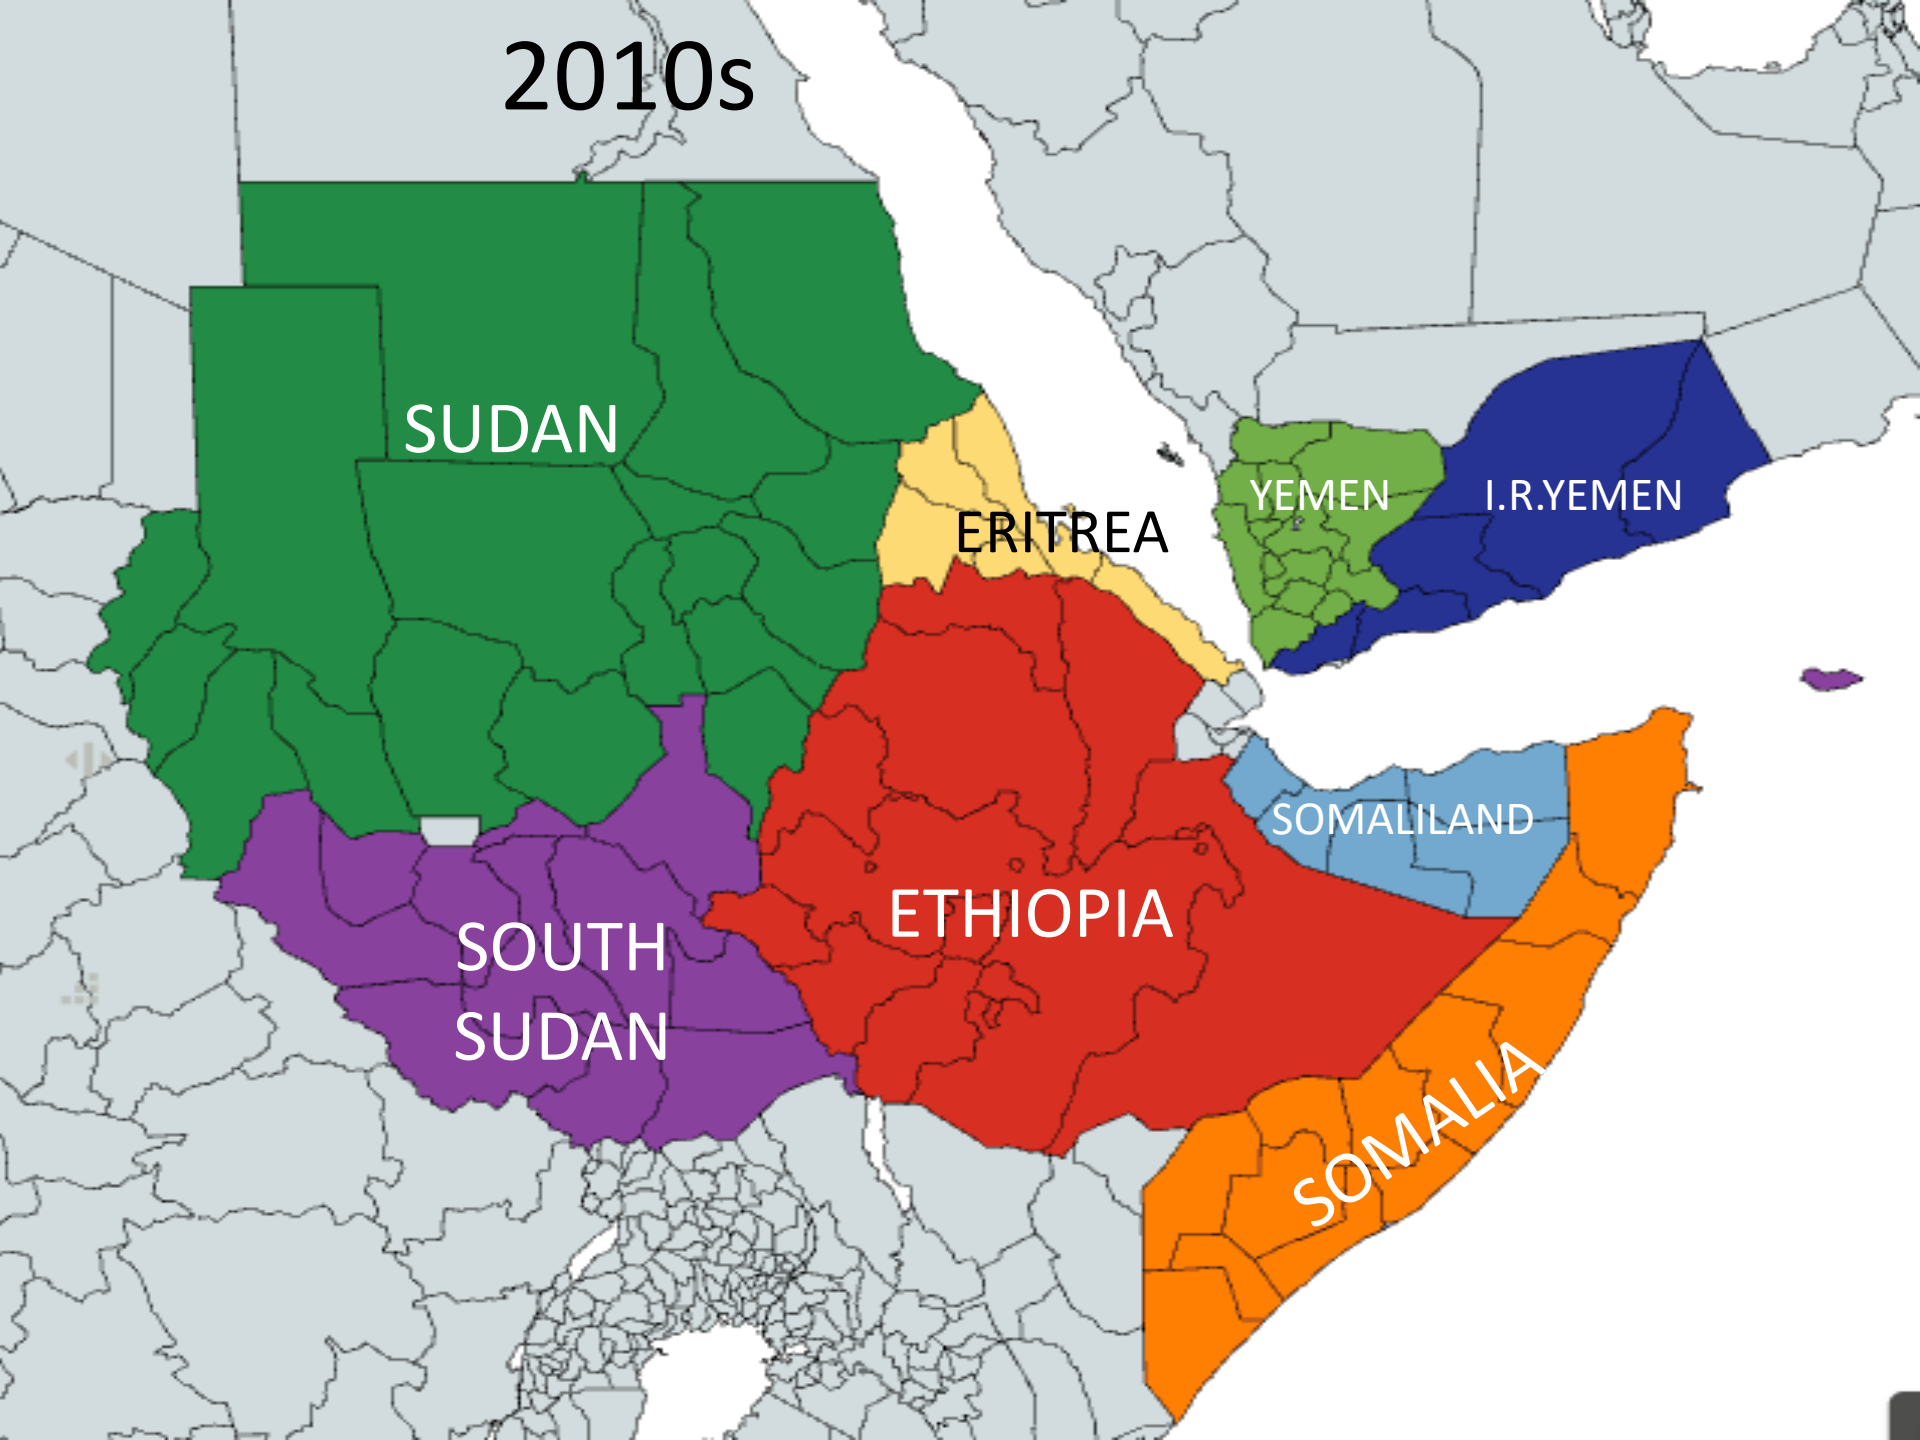 2010s
SUDAN
YEMEN
I.R.YEMEN
ERITREA
SOMALILAND
ETHIOPIA
SOUTH
SUDAN
SOMALIA